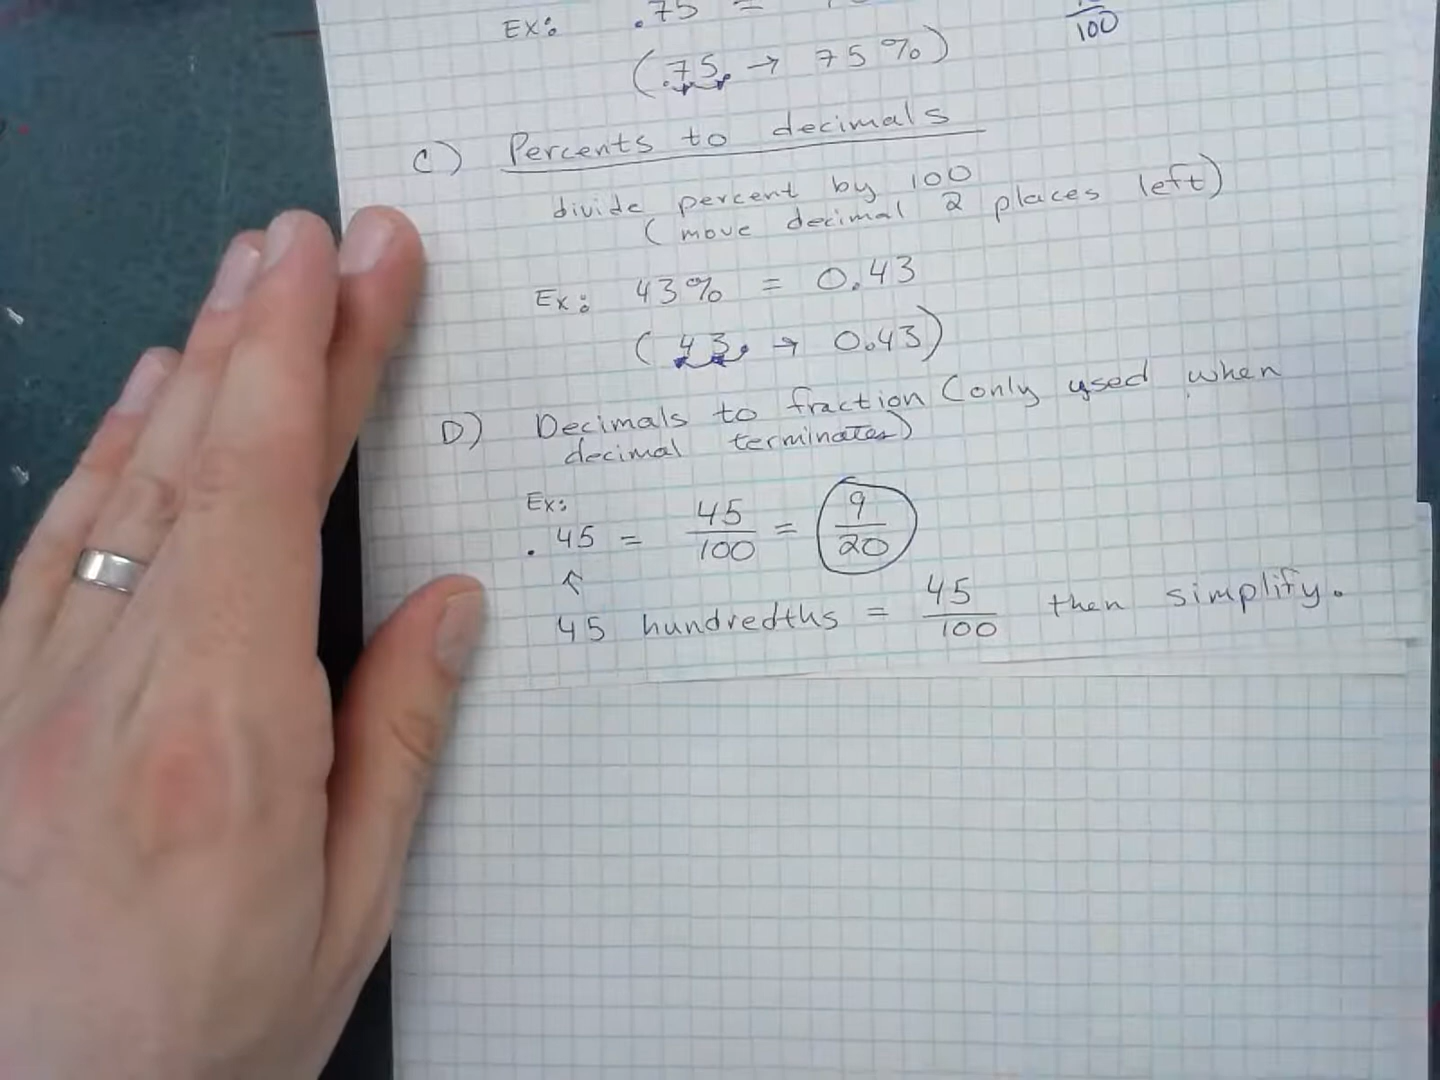 Ex: .75 =
100
(.75. → 75%)
C) Percents to decimals
divide percent by 100
(move decimal 2 places left)
Ex: 43% = 0.43
(43. → 0.43)
D) Decimals to fraction (only used when
decimal terminates)
Ex:
.45 = 45/100 = 9/20
↖
45 hundredths = 45/100 then simplify.